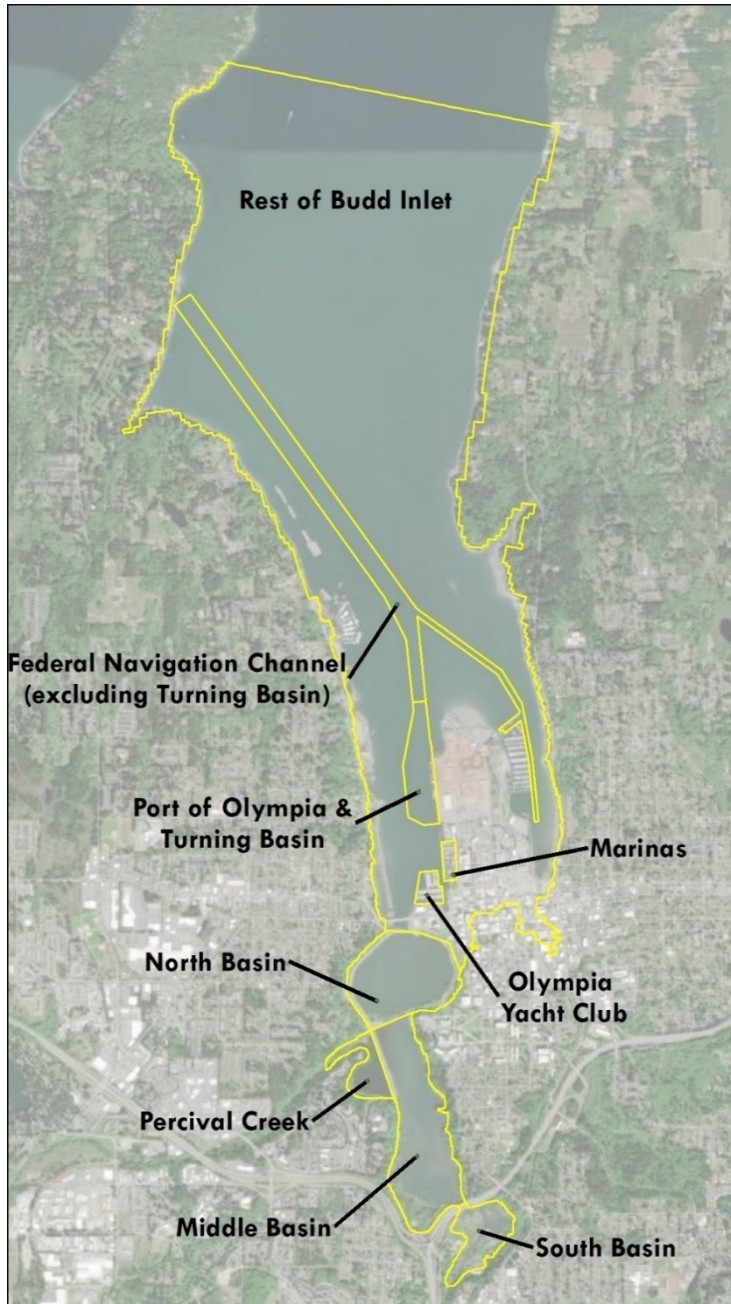 Rest of Budd Inlet
Federal Navigation Channel
(excluding Turning Basin)
Port of Olympia &
Turning Basin
Marinas
North Basin
Olympia
Yacht Club
Percival Creek
Middle Basin
South Basin